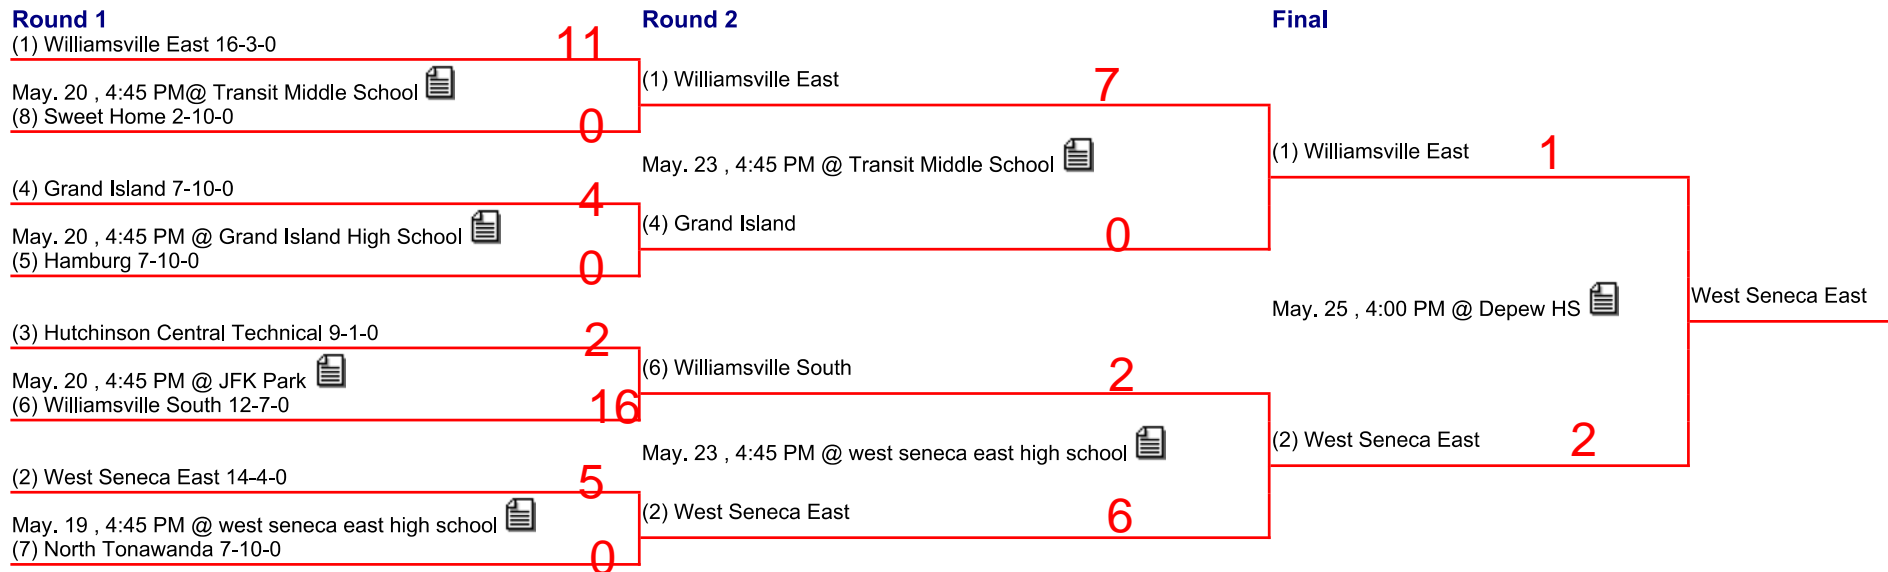 Round 1
(1) Williamsville East 16-3-0
11
May. 20 , 4:45 PM@ Transit Middle School
(8) Sweet Home 2-10-0
0
(4) Grand Island 7-10-0
4
May. 20 , 4:45 PM @ Grand Island High School
(5) Hamburg 7-10-0
0
(3) Hutchinson Central Technical 9-1-0
2
May. 20 , 4:45 PM @ JFK Park
(6) Williamsville South 12-7-0
16
(2) West Seneca East 14-4-0
5
May. 19 , 4:45 PM @ west seneca east high school
(7) North Tonawanda 7-10-0
0
Round 2
(1) Williamsville East
7
May. 23 , 4:45 PM @ Transit Middle School
(4) Grand Island
0
(6) Williamsville South
2
May. 23 , 4:45 PM @ west seneca east high school
(2) West Seneca East
6
Final
(1) Williamsville East
1
May. 25 , 4:00 PM @ Depew HS
(2) West Seneca East
2
West Seneca East